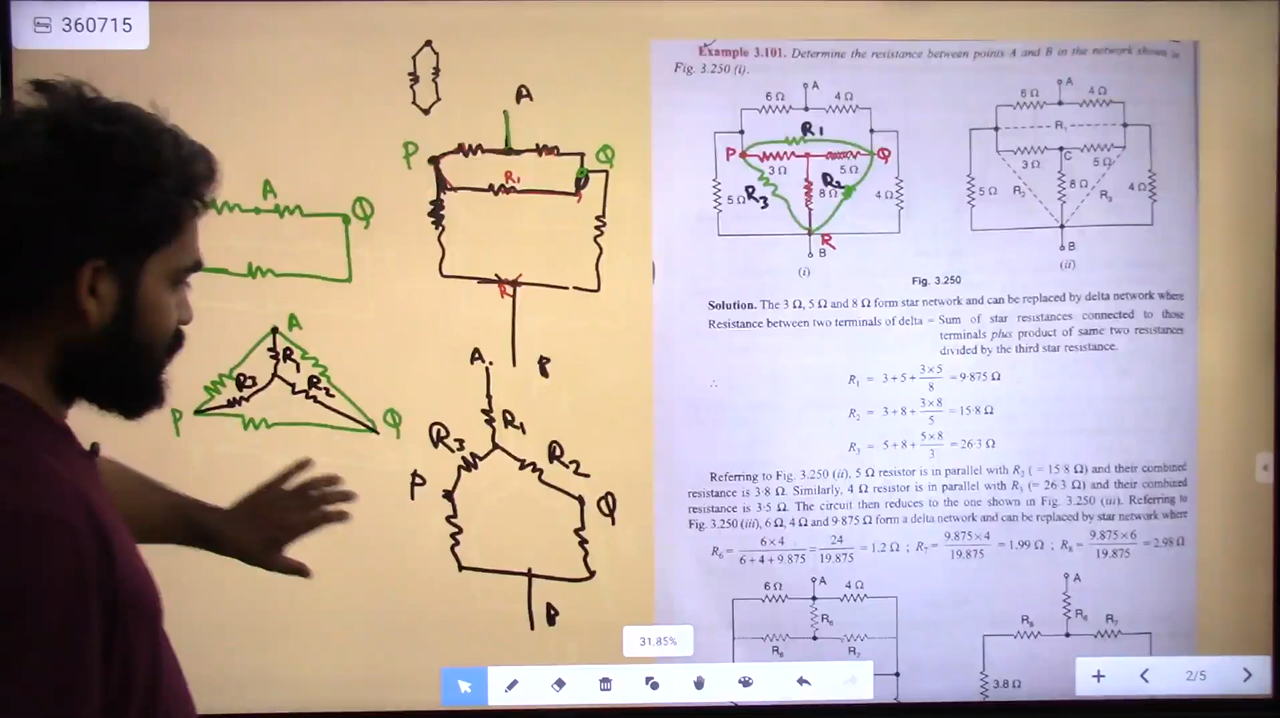 360715
A
P
Q
R₁
R
B
A
Q
A
P
Q
R₁
R₂
R₃
A.
R₁
R₃
R₂
P
Q
B
Example 3.101. Determine the resistance between points A and B in the network shown in
Fig. 3.250 (i).
A
6 Ω
4 Ω
R1
P
Q
3 Ω
5 Ω
5 Ω
R3
8 Ω
R2
4 Ω
R
B
(i)
A
6 Ω
4 Ω
R₁
3 Ω
C
5 Ω
5 Ω
R₂
8 Ω
R₃
4 Ω
B
(ii)
Fig. 3.250
Solution. The 3 Ω, 5 Ω and 8 Ω form star network and can be replaced by delta network where
Resistance between two terminals of delta = Sum of star resistances connected to those
terminals plus product of same two resistances
divided by the third star resistance.
∴ R₁ = 3+5+ 3×5/8 = 9·875 Ω
R₂ = 3+8+ 3×8/5 = 15·8 Ω
R₃ = 5+8+ 5×8/3 = 26·3 Ω
Referring to Fig. 3.250 (ii), 5 Ω resistor is in parallel with R₂ (= 15·8 Ω) and their combined
resistance is 3·8 Ω. Similarly, 4 Ω resistor is in parallel with R₃ (= 26·3 Ω) and their combined
resistance is 3·5 Ω. The circuit then reduces to the one shown in Fig. 3.250 (iii). Referring to
Fig. 3.250 (iii), 6 Ω, 4 Ω and 9·875 Ω form a delta network and can be replaced by star network where
R₆ = 6×4/6+4+9.875 = 24/19.875 = 1.2 Ω ; R₇ = 9.875×4/19.875 = 1.99 Ω ; R₈ = 9.875×6/19.875 = 2.98 Ω
6 Ω
A
4 Ω
R₆
R₈
R₇
A
R₆
R₈
R₇
3.8 Ω
31.85%
2/5